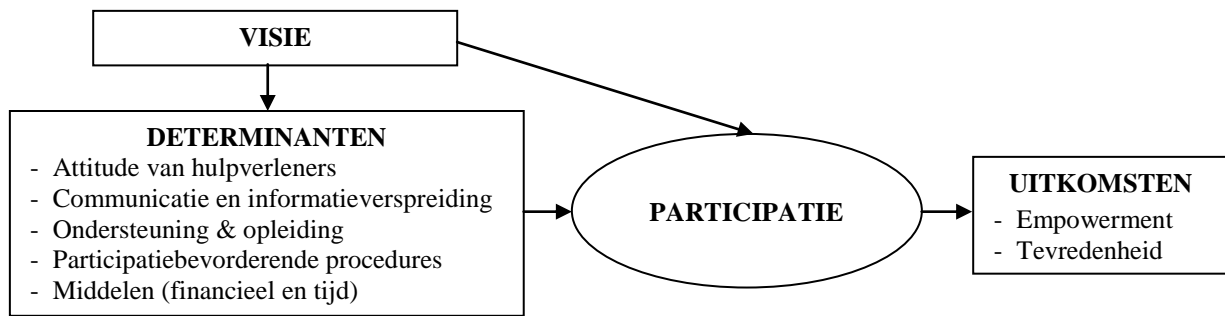 VISIE
DETERMINANTEN
- Attitude van hulpverleners
- Communicatie en informatieverspreiding
- Ondersteuning & opleiding
- Participatiebevorderende procedures
- Middelen (financieel en tijd)
PARTICIPATIE
UITKOMSTEN
- Empowerment
- Tevredenheid